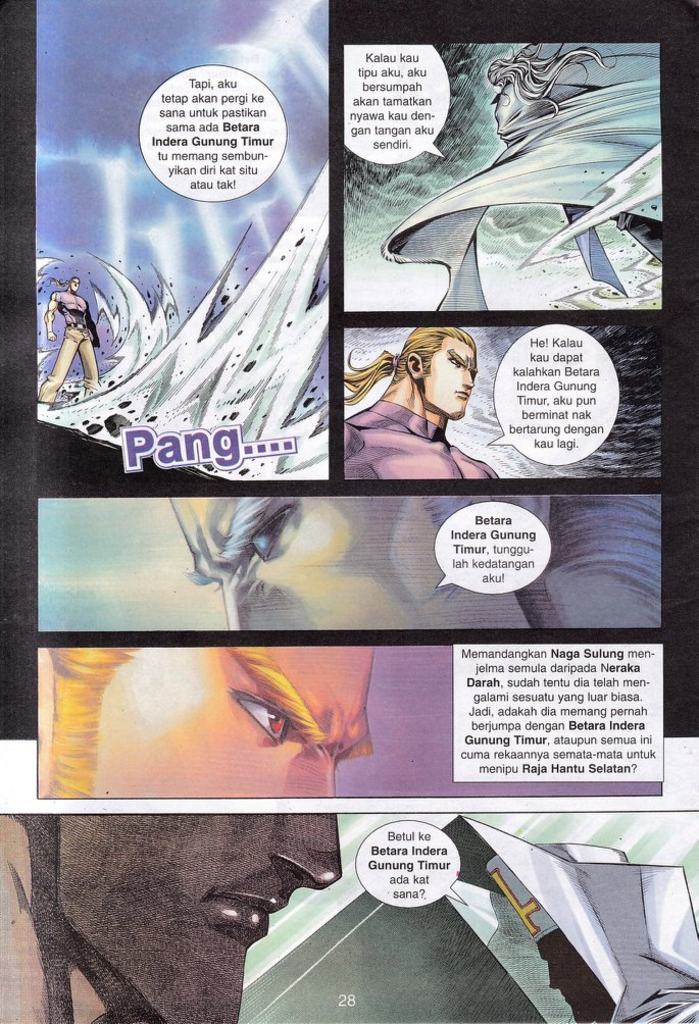 Tapi, aku
tetap akan pergi ke
sana untuk pastikan
sama ada Betara
Indera Gunung Timur
tu memang sembun-
yikan diri kat situ
atau tak!
Pang....
Kalau kau
tipu aku, aku
bersumpah
akan tamatkan
nyawa kau den-
gan tangan aku
sendiri.
He! Kalau
kau dapat
kalahkan Betara
Indera Gunung
Timur, aku pun
berminat nak
bertarung dengan
kau lagi.
Betara
Indera Gunung
Timur, tunggu-
lah kedatangan
aku!
Memandangkan Naga Sulung men-
jelma semula daripada Neraka
Darah, sudah tentu dia telah men-
galami sesuatu yang luar biasa.
Jadi, adakah dia memang pernah
berjumpa dengan Betara Indera
Gunung Timur, ataupun semua ini
cuma rekaannya semata-mata untuk
menipu Raja Hantu Selatan?
Betul ke
Betara Indera
Gunung Timur
ada kat
sana?
28